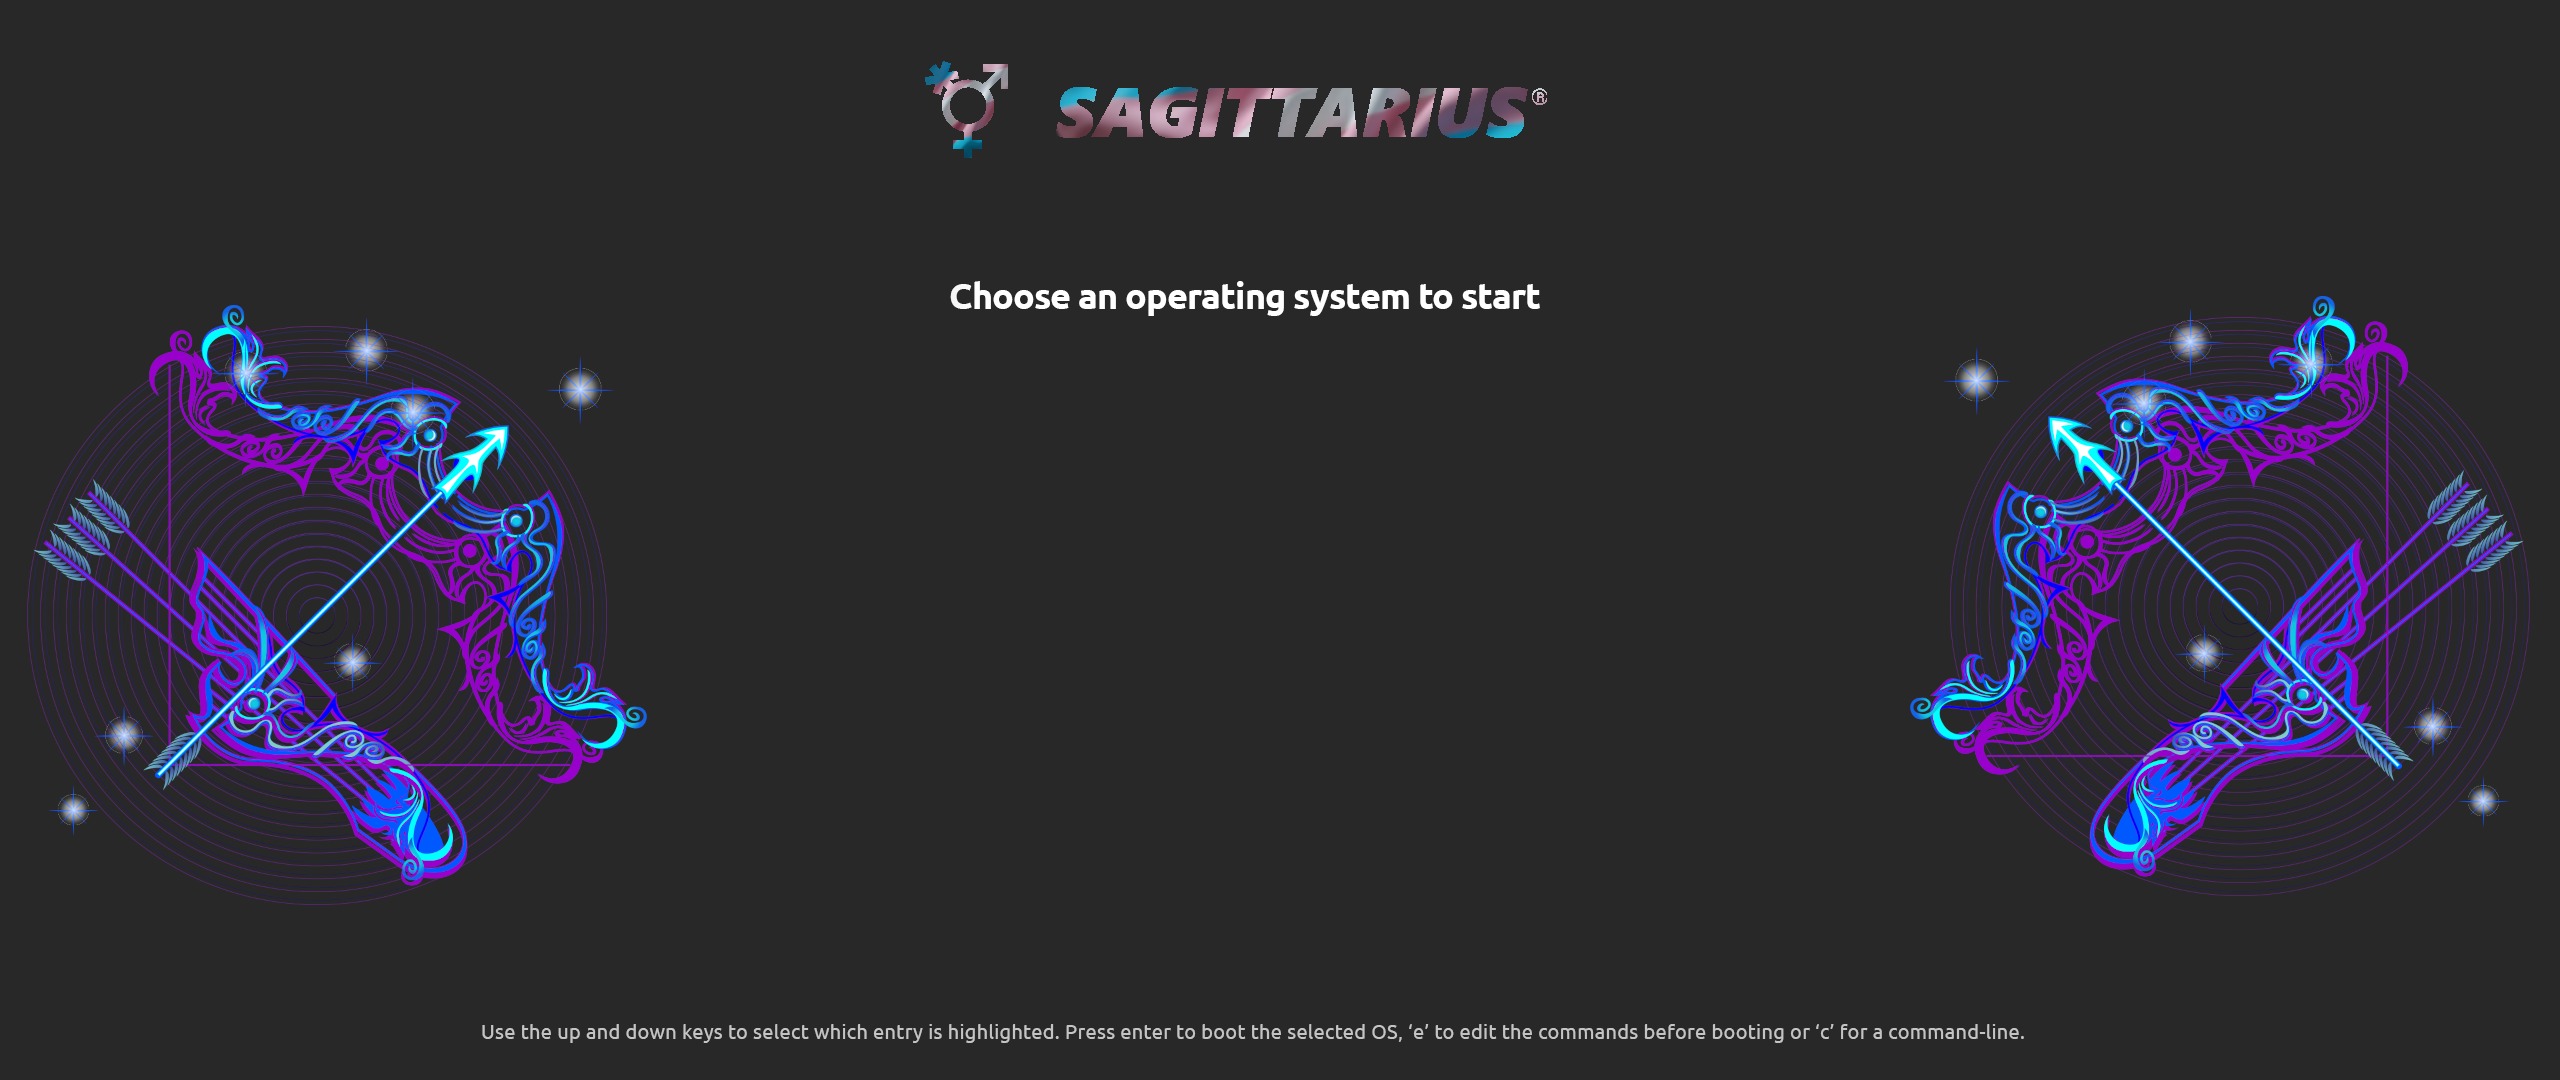 SAGITTARIUS®
Choose an operating system to start
Use the up and down keys to select which entry is highlighted. Press enter to boot the selected OS, ‘e’ to edit the commands before booting or ‘c’ for a command-line.